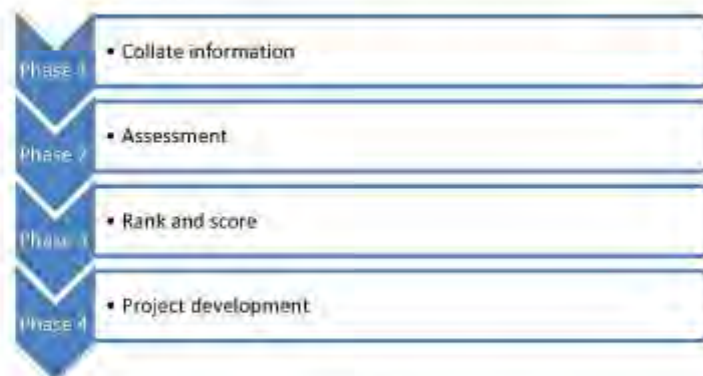 Phase 1
• Collate information
Phase 2
• Assessment
Phase 3
• Rank and score
Phase 4
• Project development